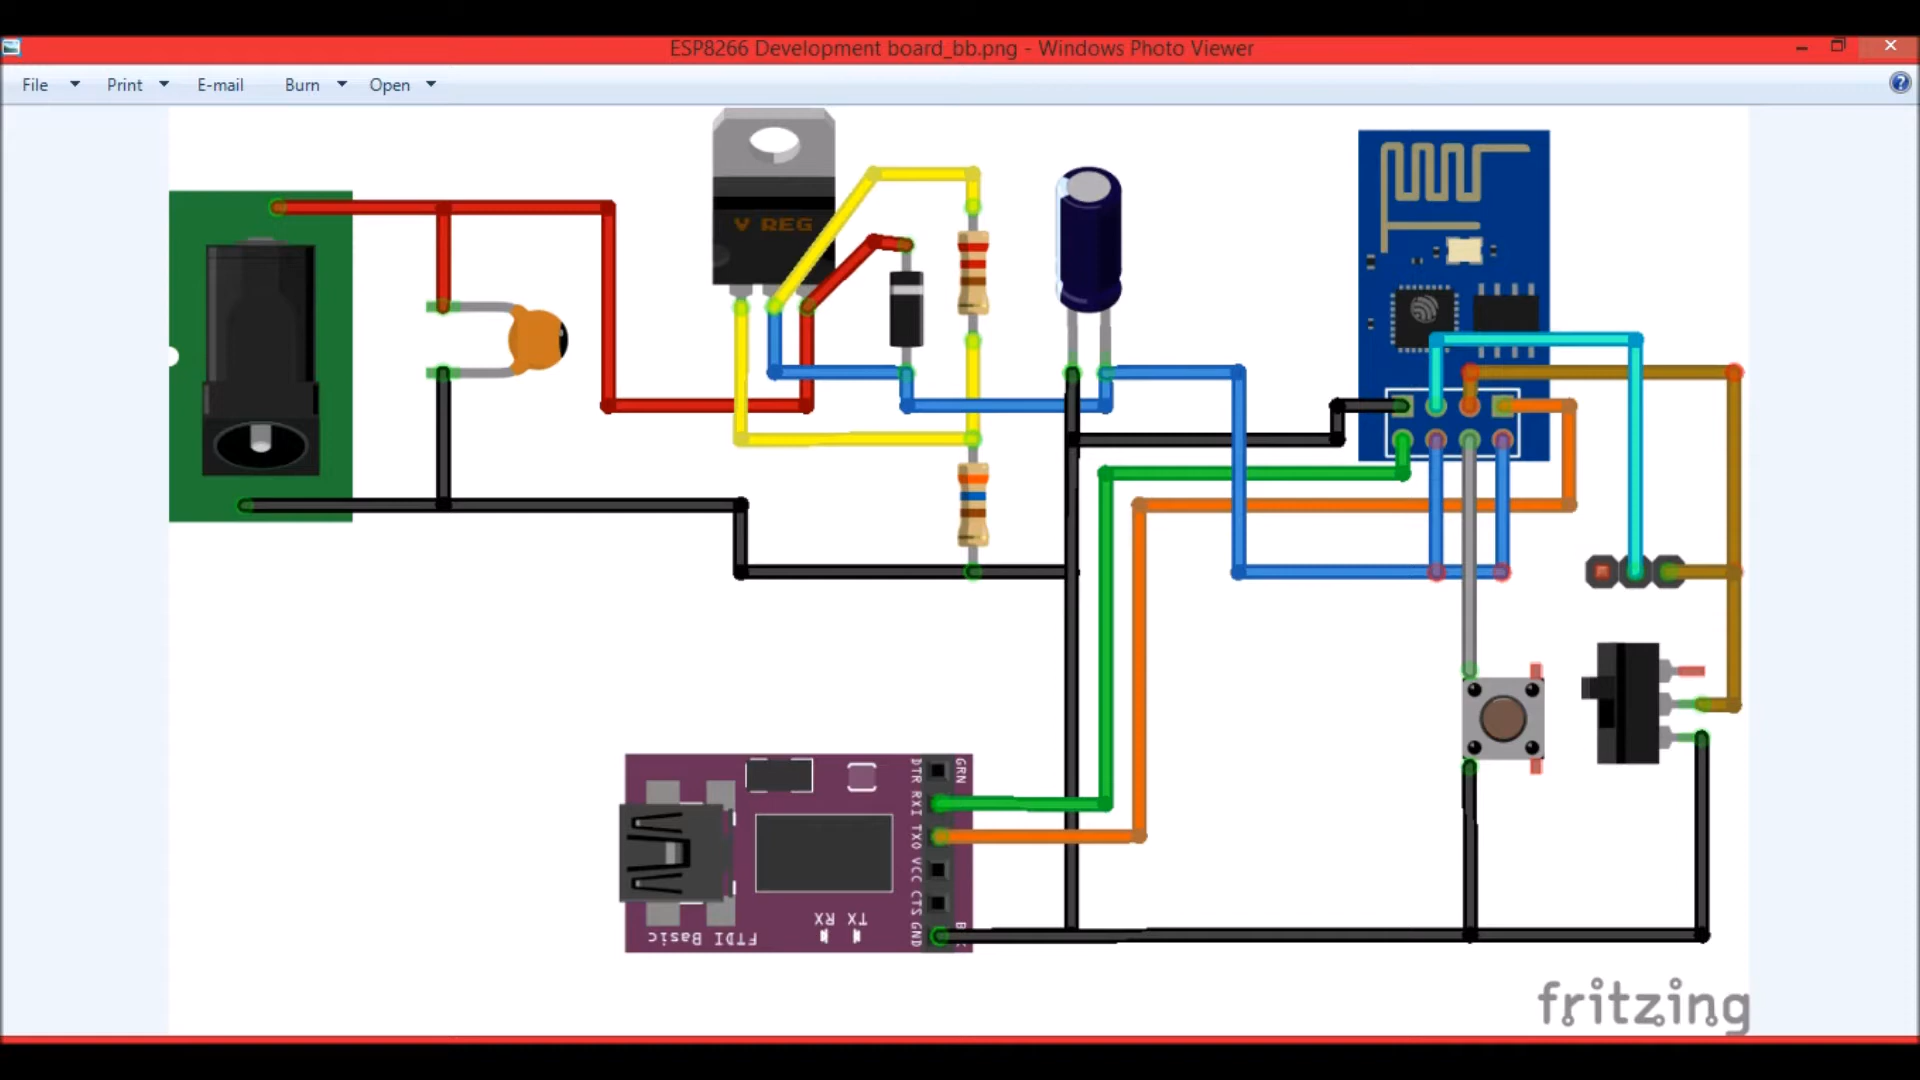 ESP8266 Development board_bb.png - Windows Photo Viewer
File Print E-mail Burn Open
V REG
GRN
DTR
RXI
TXO
VCC
CTS
GND
TX RX
FTDI Basic
fritzing